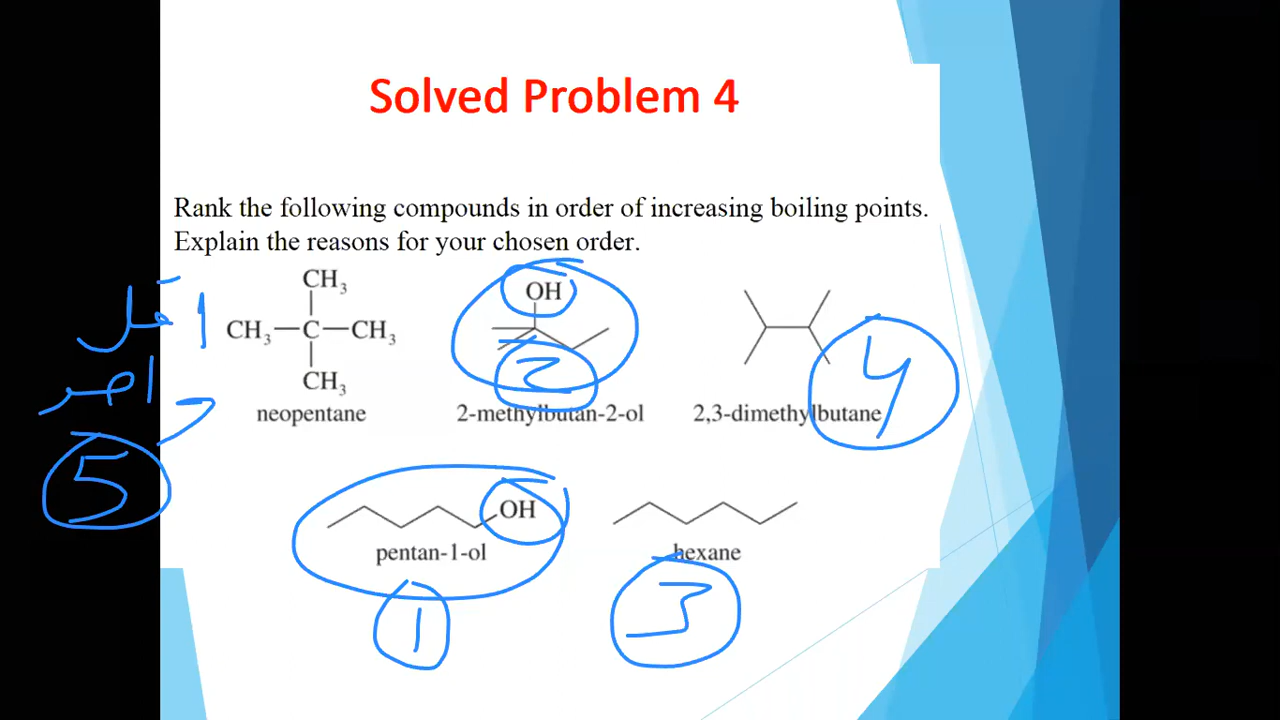 Solved Problem 4
Rank the following compounds in order of increasing boiling points.
Explain the reasons for your chosen order.
CH3
CH3—C—CH3
CH3
neopentane
OH
2
2-methylbutan-2-ol
4
2,3-dimethylbutane
5
OH
pentan-1-ol
1
hexane
3